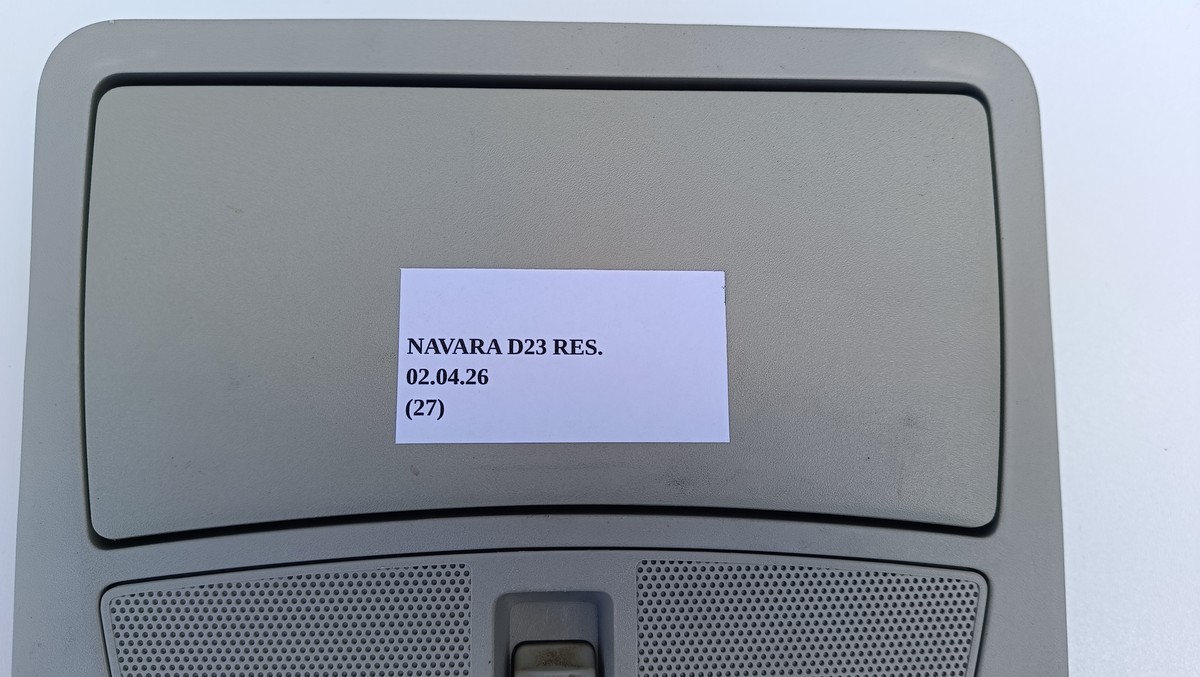 NAVARA D23 RES.
02.04.26
(27)